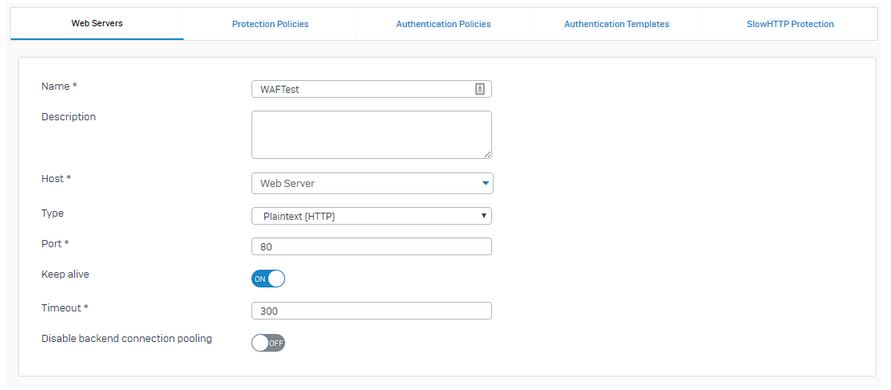 Web Servers
Protection Policies
Authentication Policies
Authentication Templates
SlowHTTP Protection
Name *
WAFTest
Description
Host *
Web Server
Type
Plaintext (HTTP)
Port *
80
Keep alive
ON
Timeout *
300
Disable backend connection pooling
OFF